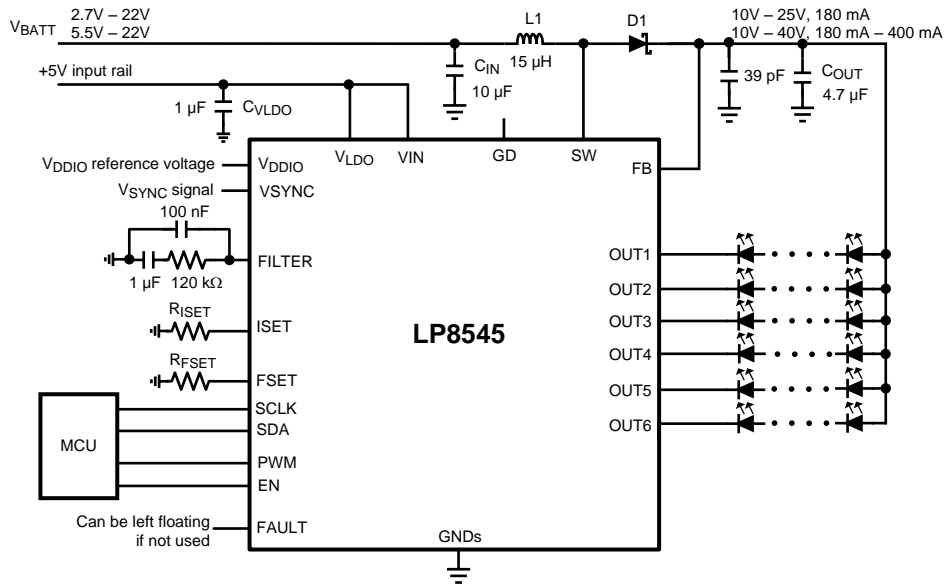 VBATT
2.7V – 22V
5.5V – 22V
L1
15 µH
D1
10V – 25V, 180 mA
10V – 40V, 180 mA – 400 mA
CIN
10 µF
39 pF
COUT
4.7 µF
+5V input rail
1 µF
CVLDO
VLDO
VIN
GD
SW
FB
VDDIO reference voltage
VDDIO
VSYNC signal
VSYNC
100 nF
1 µF
120 kΩ
FILTER
RISET
ISET
RFSET
FSET
MCU
SCLK
SDA
PWM
EN
Can be left floating
if not used
FAULT
LP8545
GNDs
OUT1
OUT2
OUT3
OUT4
OUT5
OUT6